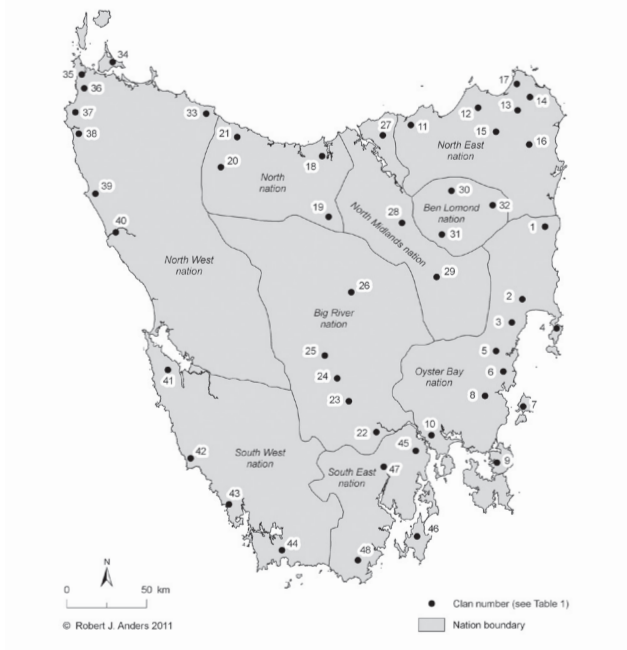 34
35
36
37
38
33
21
20
18
North
nation
19
27
11
12
17
13
14
15
16
North East
nation
30
Ben Lomond
nation
32
31
28
North Midlands nation
29
1
39
40
North West
nation
26
Big River
nation
25
24
23
22
2
3
4
5
6
Oyster Bay
nation
8
7
10
9
41
42
South West
nation
43
44
45
South East
nation
47
46
48
N
0 50 km
© Robert J. Anders 2011
Clan number (see Table 1)
Nation boundary